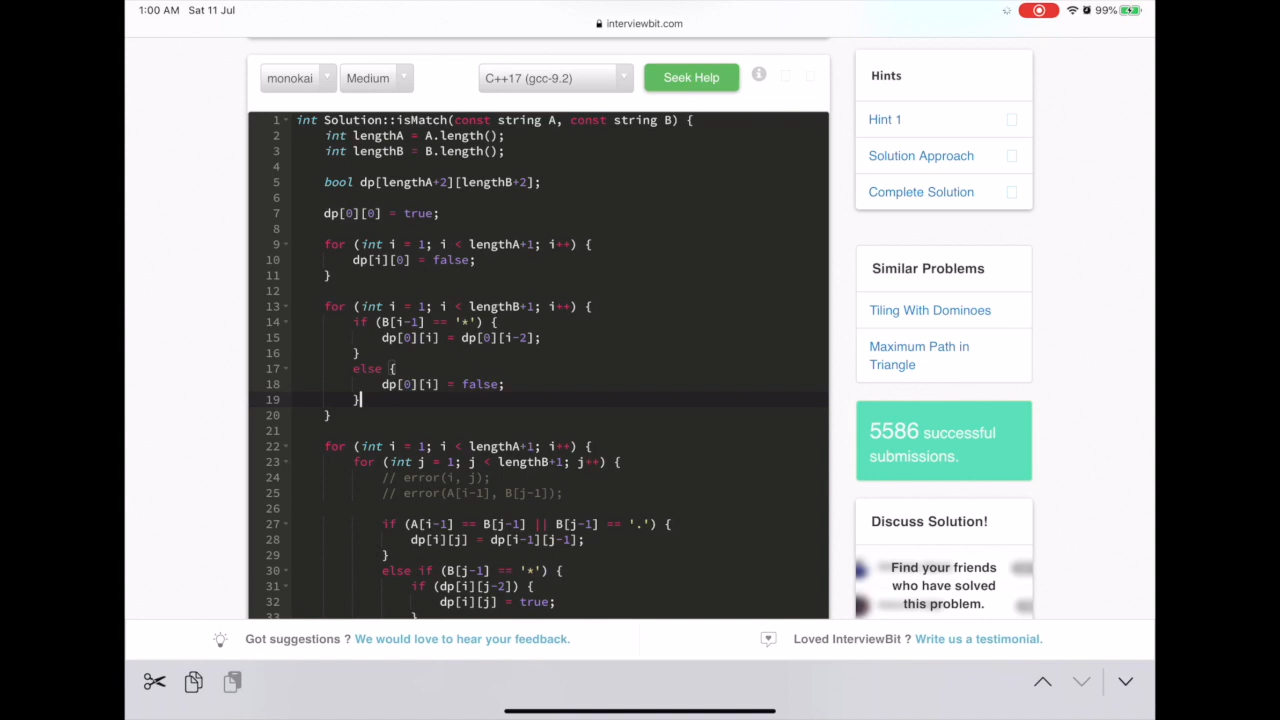 1:00 AM Sat 11 Jul
99%
interviewbit.com
monokai
Medium
C++17 (gcc-9.2)
Seek Help
1 int Solution::isMatch(const string A, const string B) {
2 int lengthA = A.length();
3 int lengthB = B.length();
4
5 bool dp[lengthA+2][lengthB+2];
6
7 dp[0][0] = true;
8
9 for (int i = 1; i < lengthA+1; i++) {
10 dp[i][0] = false;
11 }
12
13 for (int i = 1; i < lengthB+1; i++) {
14 if (B[i-1] == '*') {
15 dp[0][i] = dp[0][i-2];
16 }
17 else {
18 dp[0][i] = false;
19 }
20 }
21
22 for (int i = 1; i < lengthA+1; i++) {
23 for (int j = 1; j < lengthB+1; j++) {
24 // error(i, j);
25 // error(A[i-1], B[j-1]);
26
27 if (A[i-1] == B[j-1] || B[j-1] == '.') {
28 dp[i][j] = dp[i-1][j-1];
29 }
30 else if (B[j-1] == '*') {
31 if (dp[i][j-2]) {
32 dp[i][j] = true;
33 }
Hints
Hint 1
Solution Approach
Complete Solution
Similar Problems
Tiling With Dominoes
Maximum Path in
Triangle
5586 successful
submissions.
Discuss Solution!
Find your friends
who have solved
this problem.
Got suggestions ? We would love to hear your feedback.
Loved InterviewBit ? Write us a testimonial.